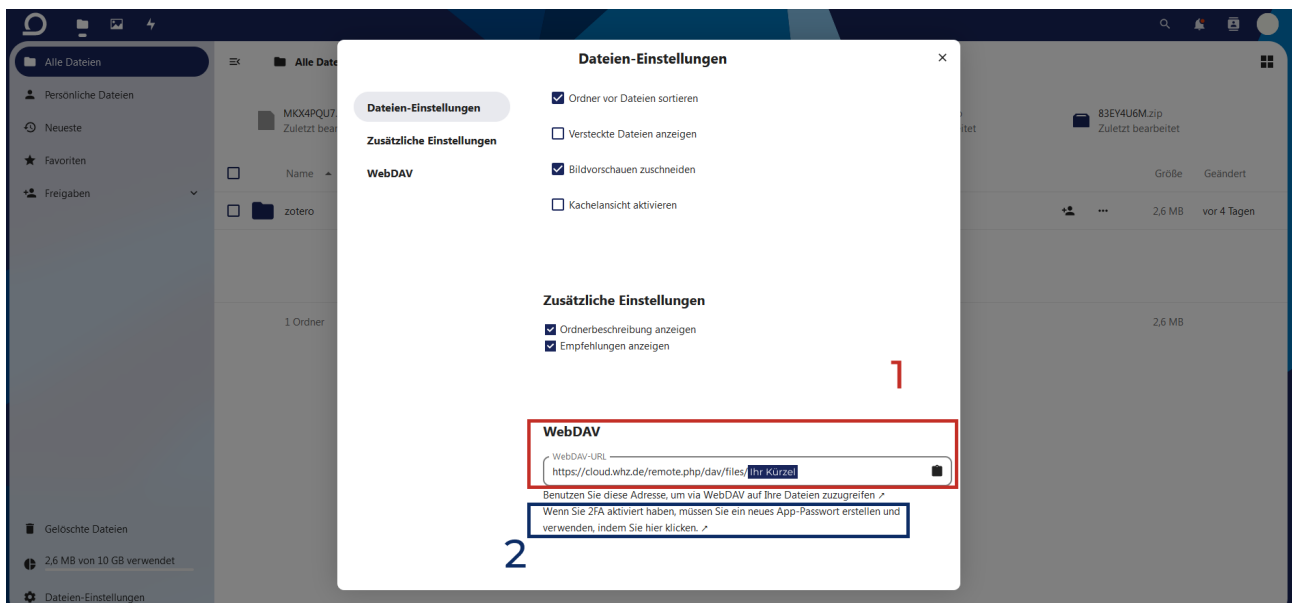 Alle Dateien
Persönliche Dateien
Neueste
Favoriten
Freigaben
Gelöschte Dateien
2,6 MB von 10 GB verwendet
Dateien-Einstellungen
Alle Date
MKX4PQU7.
Zuletzt bear
itet
83EY4U6M.zip
Zuletzt bearbeitet
Name
Größe
Geändert
zotero
2,6 MB
vor 4 Tagen
1 Ordner
2,6 MB
Dateien-Einstellungen
Dateien-Einstellungen
Zusätzliche Einstellungen
WebDAV
Ordner vor Dateien sortieren
Versteckte Dateien anzeigen
Bildvorschauen zuschneiden
Kachelansicht aktivieren
Zusätzliche Einstellungen
Ordnerbeschreibung anzeigen
Empfehlungen anzeigen
1
WebDAV
WebDAV-URL
https://cloud.whz.de/remote.php/dav/files/Ihr Kürzel
Benutzen Sie diese Adresse, um via WebDAV auf Ihre Dateien zuzugreifen ↗
Wenn Sie 2FA aktiviert haben, müssen Sie ein neues App-Passwort erstellen und
verwenden, indem Sie hier klicken. ↗
2